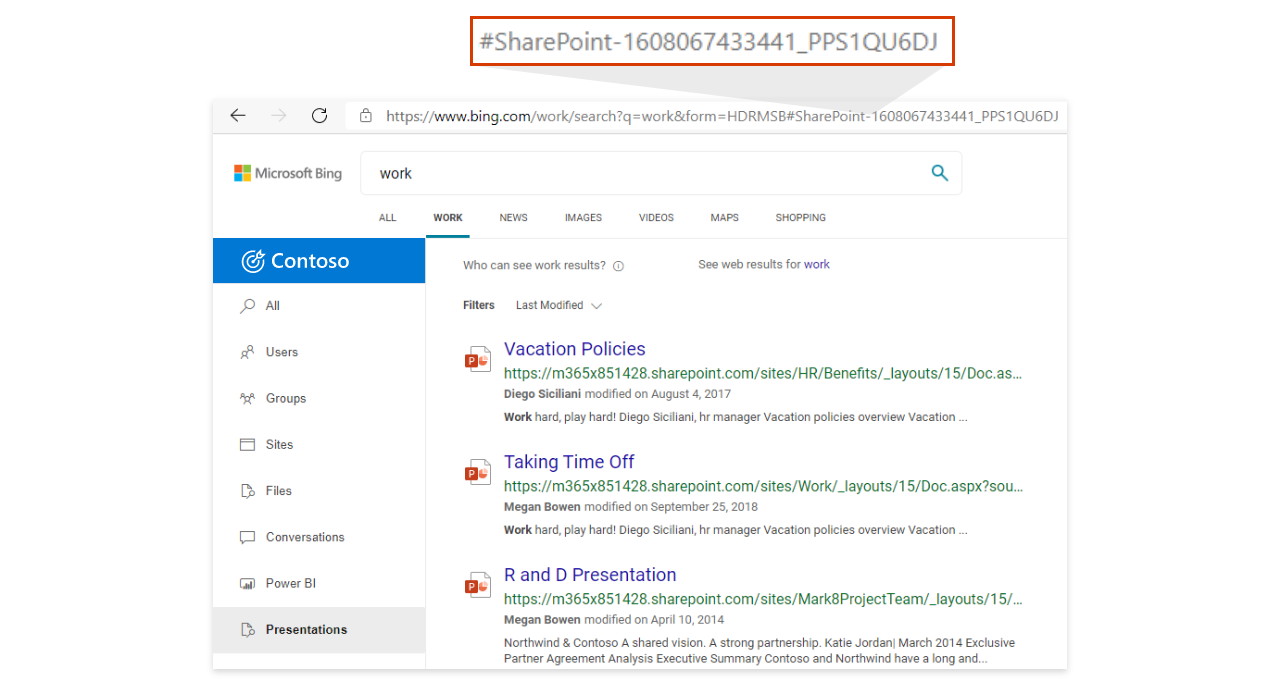 #SharePoint-1608067433441_PPS1QU6DJ
https://www.bing.com/work/search?q=work&form=HDRMSB#SharePoint-1608067433441_PPS1QU6DJ
Microsoft Bing
work
ALL WORK NEWS IMAGES VIDEOS MAPS SHOPPING
Contoso
All
Users
Groups
Sites
Files
Conversations
Power BI
Presentations
Who can see work results? See web results for work
Filters Last Modified
Vacation Policies
https://m365x851428.sharepoint.com/sites/HR/Benefits/_layouts/15/Doc.as...
Diego Siciliani modified on August 4, 2017
Work hard, play hard! Diego Siciliani, hr manager Vacation policies overview Vacation ...
Taking Time Off
https://m365x851428.sharepoint.com/sites/Work/_layouts/15/Doc.aspx?sou...
Megan Bowen modified on September 25, 2018
Work hard, play hard! Diego Siciliani, hr manager Vacation policies overview Vacation ...
R and D Presentation
https://m365x851428.sharepoint.com/sites/Mark8ProjectTeam/_layouts/15/...
Megan Bowen modified on April 10, 2014
Northwind & Contoso A shared vision. A strong partnership. Katie Jordan| March 2014 Exclusive
Partner Agreement Analysis Executive Summary Contoso and Northwind have a long and...